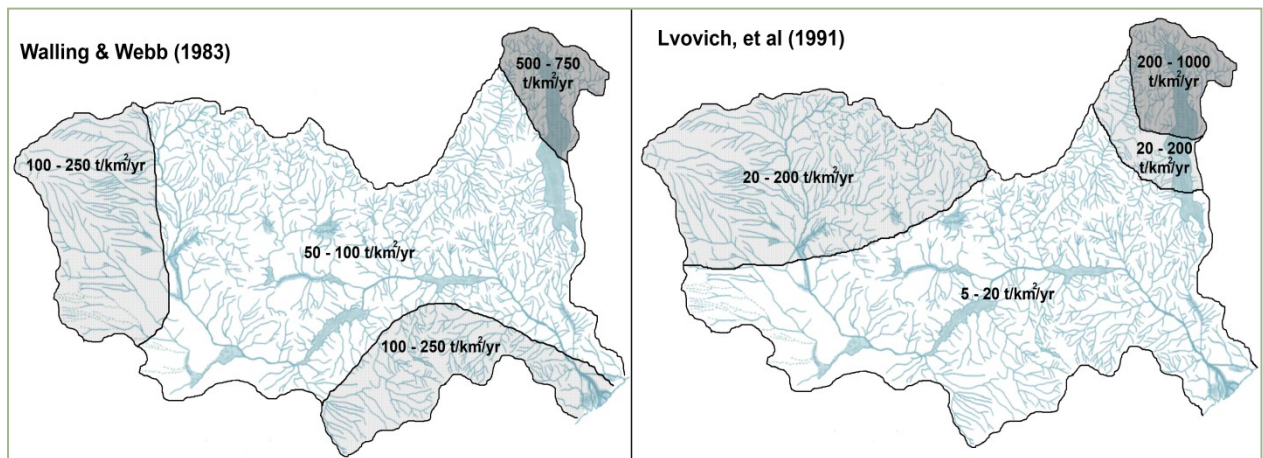 Walling & Webb (1983)
500 - 750
t/km²/yr
100 - 250 t/km²/yr
50 - 100 t/km²/yr
100 - 250 t/km²/yr
Lvovich, et al (1991)
200 - 1000
t/km²/yr
20 - 200
t/km²/yr
20 - 200 t/km²/yr
5 - 20 t/km²/yr